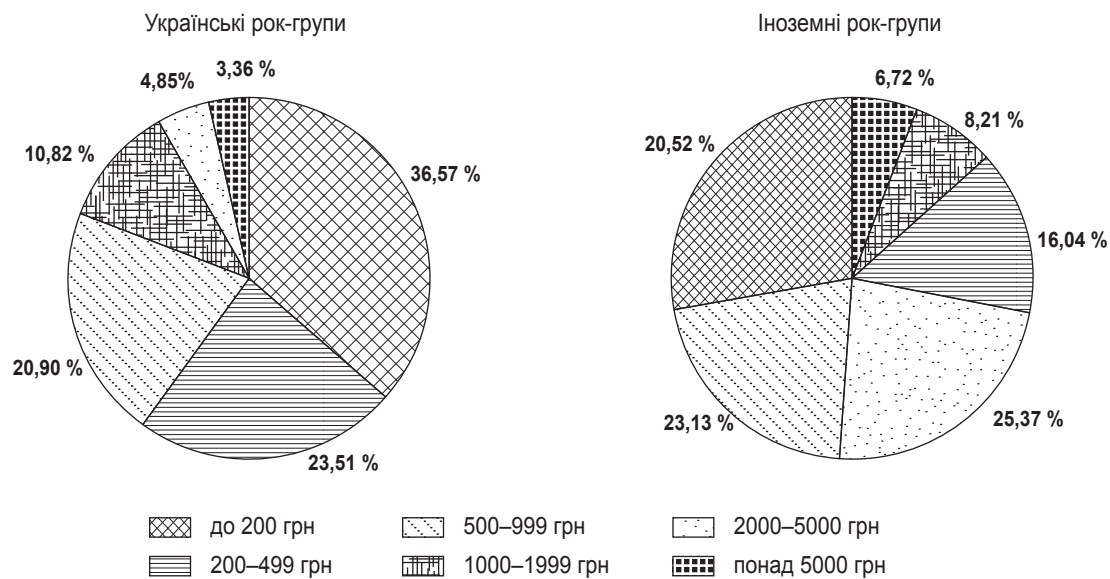 Українські рок-групи
Іноземні рок-групи
3,36 %
4,85%
10,82 %
36,57 %
20,90 %
23,51 %
6,72 %
8,21 %
20,52 %
16,04 %
23,13 %
25,37 %
до 200 грн
500–999 грн
2000–5000 грн
200–499 грн
1000–1999 грн
понад 5000 грн